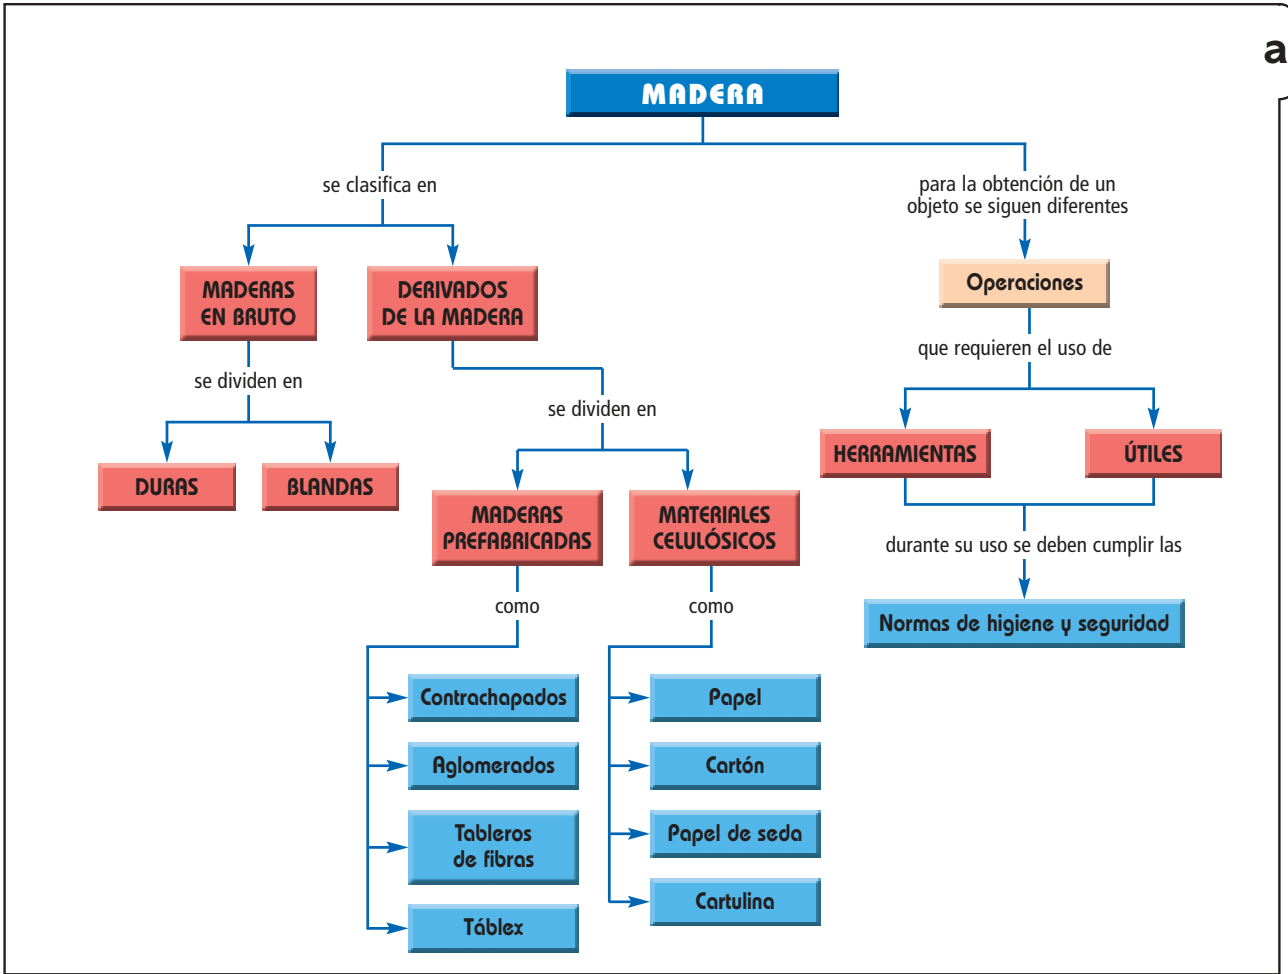 a
MADERA
se clasifica en
para la obtención de un
objeto se siguen diferentes
MADERAS
EN BRUTO
DERIVADOS
DE LA MADERA
Operaciones
se dividen en
se dividen en
que requieren el uso de
DURAS
BLANDAS
MADERAS
PREFABRICADAS
MATERIALES
CELULÓSICOS
HERRAMIENTAS
ÚTILES
durante su uso se deben cumplir las
Normas de higiene y seguridad
como
como
Contrachapados
Aglomerados
Tableros
de fibras
Táblex
Papel
Cartón
Papel de seda
Cartulina